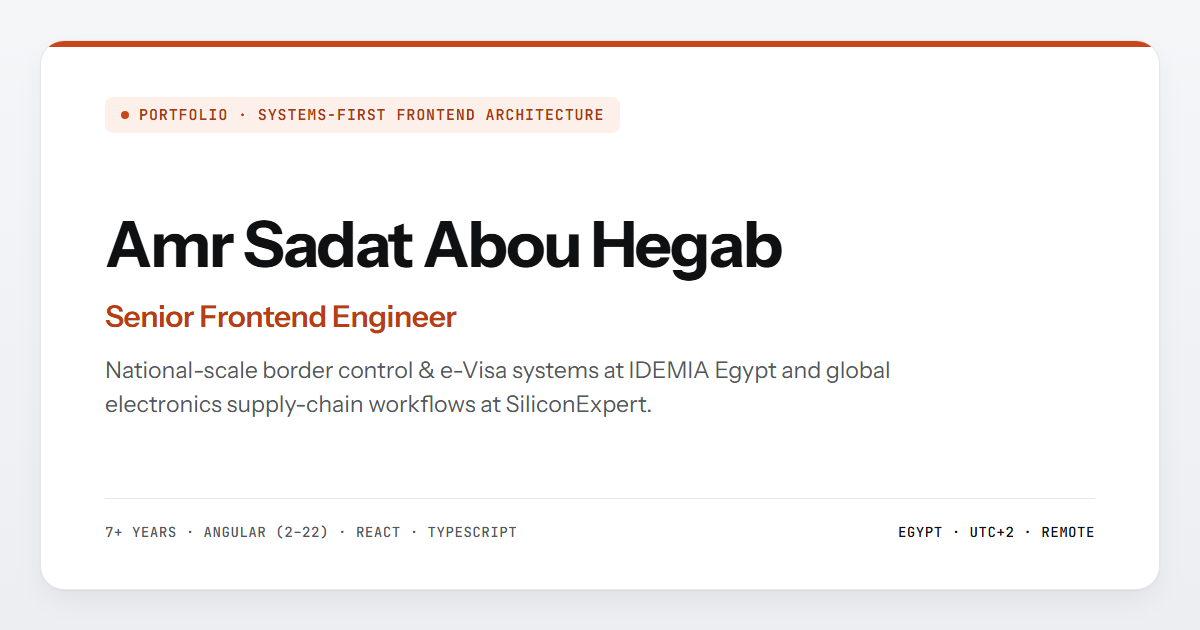 PORTFOLIO · SYSTEMS-FIRST FRONTEND ARCHITECTURE
Amr Sadat Abou Hegab
Senior Frontend Engineer
National-scale border control & e-Visa systems at IDEMIA Egypt and global
electronics supply-chain workflows at SiliconExpert.
7+ YEARS · ANGULAR (2–22) · REACT · TYPESCRIPT
EGYPT · UTC+2 · REMOTE